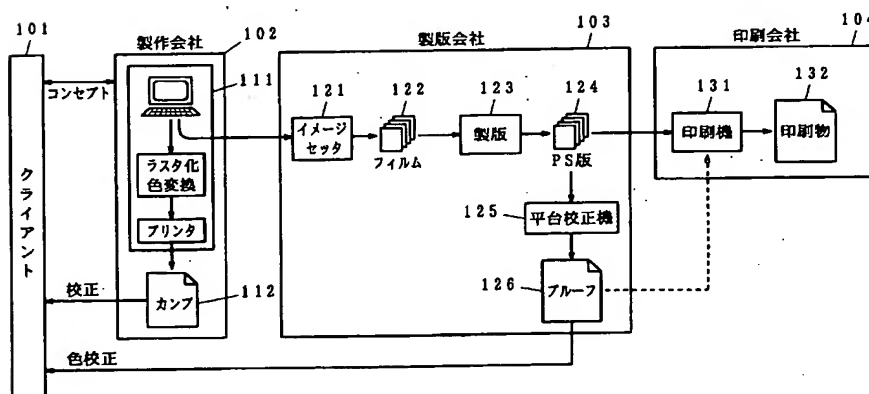 101
製作会社
102
103
製版会社
印刷会社
104
コンセプト
111
121
122
123
124
131
132
イメージ
セッタ
フィルム
製版
PS版
印刷機
印刷物
ラスタ化
色変換
プリンタ
クライアント
125
平台校正機
校正
カンプ
112
126
プルーフ
色校正